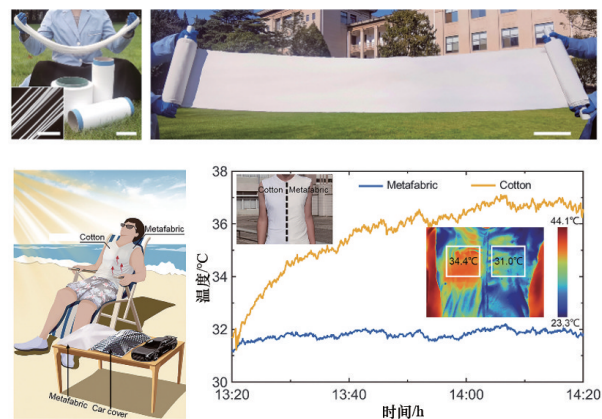 Cotton
Metafabric
Metafabric
Car cover
38
36
34
32
30
温度/℃
Cotton Metafabric
Metafabric
Cotton
34.4℃
31.0℃
44.1℃
23.3℃
13:20
13:40
14:00
14:20
时间/h